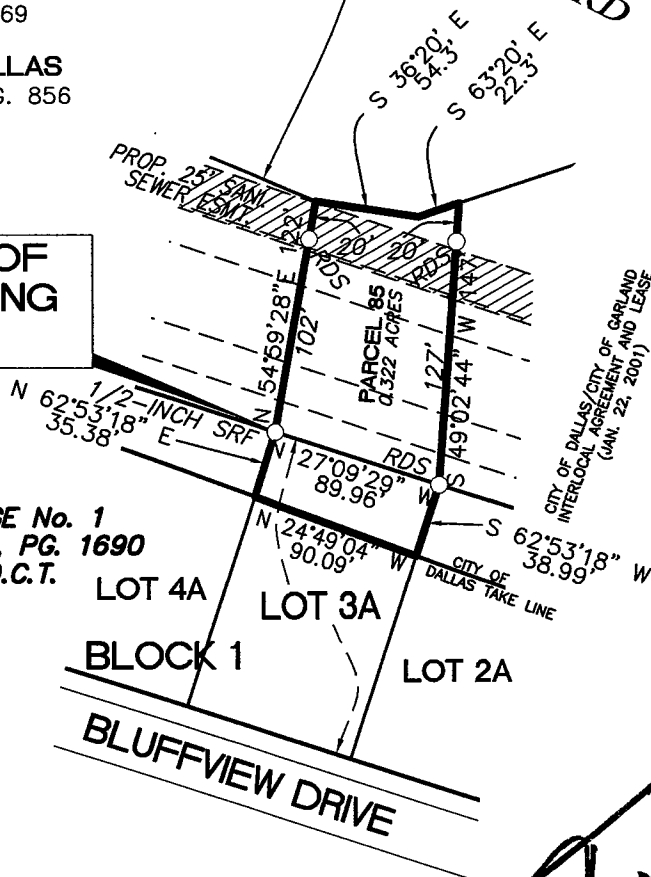 69
LLAS
G. 856
RD
S 36°20' E
54.3'
S 63°20' E
22.3'
PROP. 25' SANI.
SEWER ESMT.
122'
20'
20'
RDS
RDS
N 54°59'28" E
102'
PARCEL 85
0.322 ACRES
127'
S 49°02'44" W
CITY OF DALLAS/CITY OF GARLAND
INTERLOCAL AGREEMENT AND LEASE
(JAN. 22, 2001)
OF
NG
1/2-INCH SRF
N 62°53'18" E
35.38'
N 27°09'29" W
89.96'
RDS
N 24°49'04" W
90.09'
S 62°53'18" W
38.99'
CITY OF
DALLAS TAKE LINE
SE No. 1
, PG. 1690
.C.T.
LOT 4A
LOT 3A
LOT 2A
BLOCK 1
BLUFFVIEW DRIVE